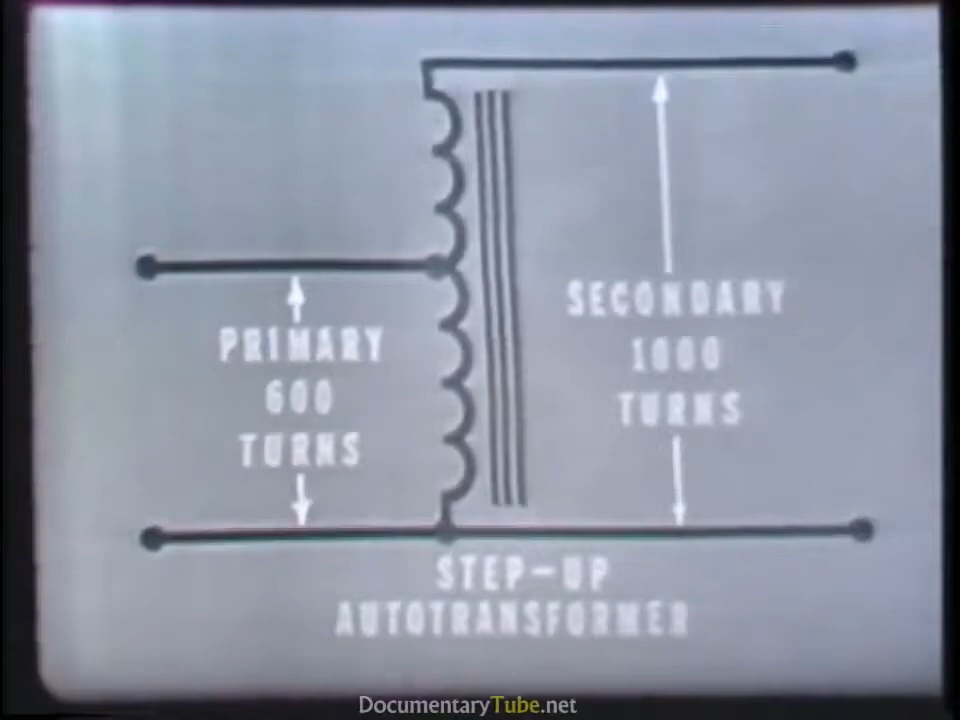 PRIMARY
600
TURNS
SECONDARY
1000
TURNS
STEP-UP
AUTOTRANSFORMER
DocumentaryTube.net